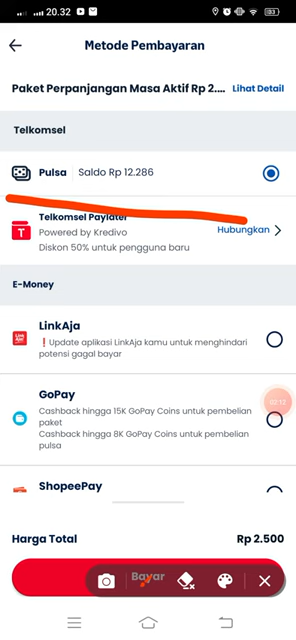 20.32
83
Metode Pembayaran
Paket Perpanjangan Masa Aktif Rp 2.... Lihat Detail
Telkomsel
Pulsa Saldo Rp 12.286
Telkomsel Paylater
Powered by Kredivo
Diskon 50% untuk pengguna baru
Hubungkan
E-Money
LinkAja
❗Update aplikasi LinkAja kamu untuk menghindari
potensi gagal bayar
GoPay
Cashback hingga 15K GoPay Coins untuk pembelian
paket
Cashback hingga 8K GoPay Coins untuk pembelian
pulsa
02:12
ShopeePay
Harga Total Rp 2.500
Bayar